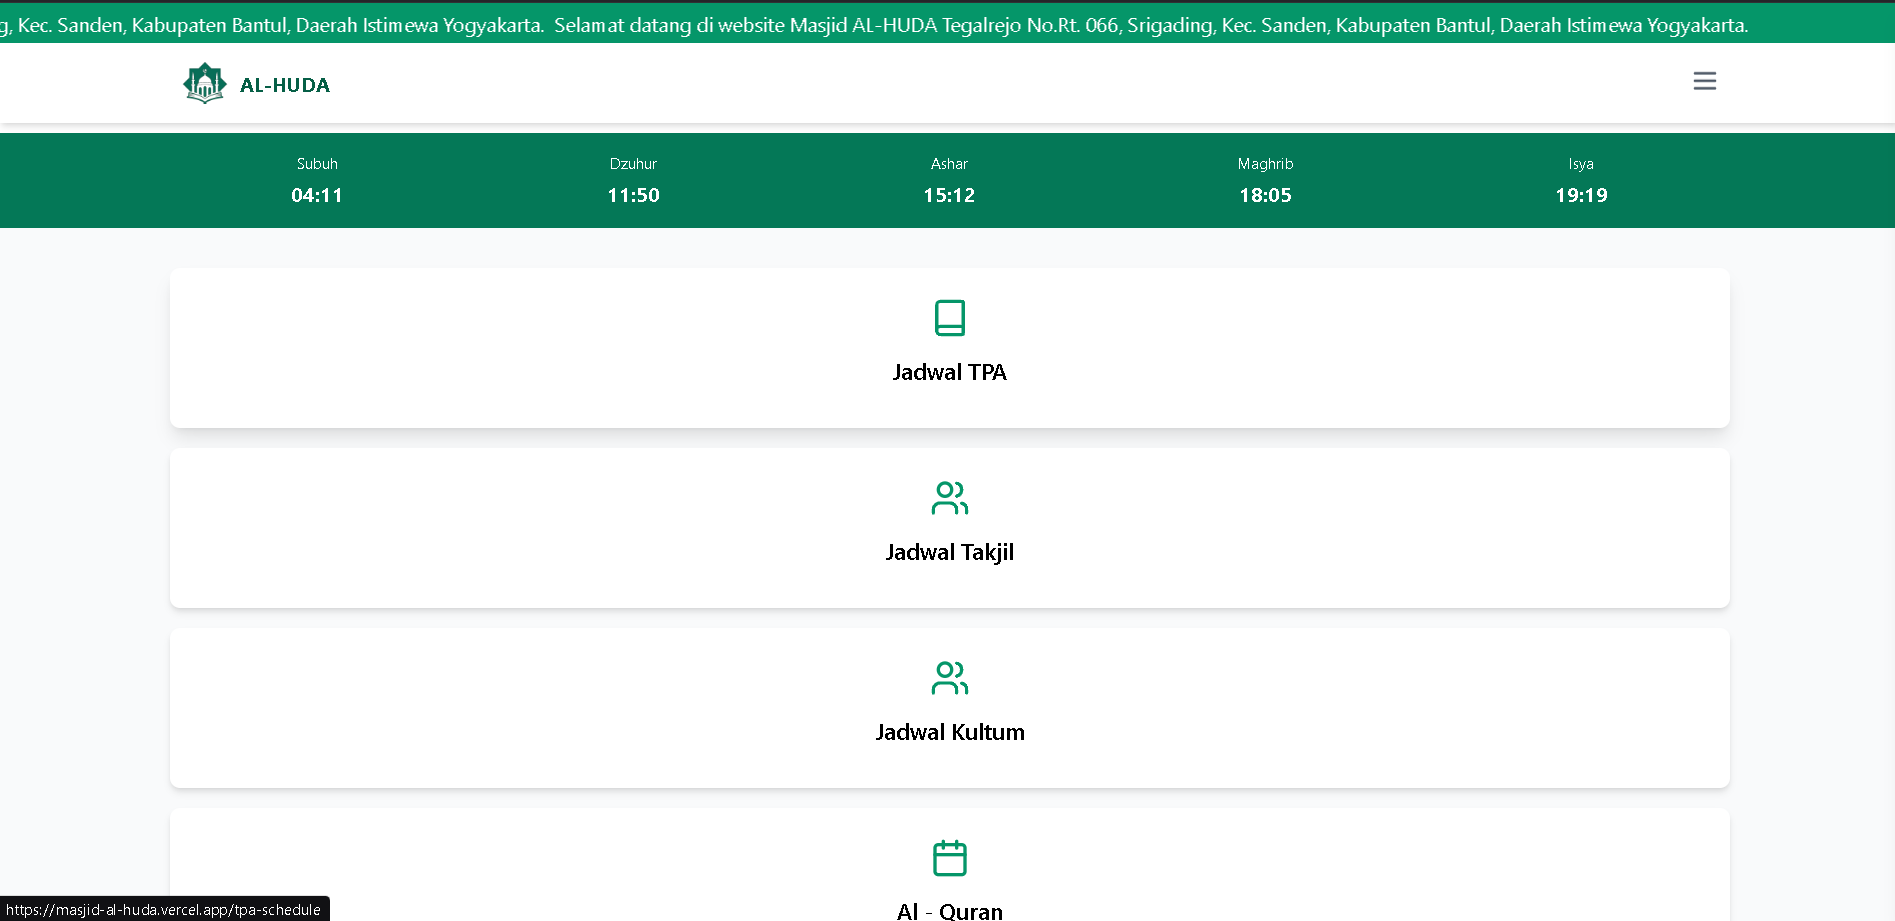 g, Kec. Sanden, Kabupaten Bantul, Daerah Istimewa Yogyakarta. Selamat datang di website Masjid AL-HUDA Tegalrejo No.Rt. 066, Srigading, Kec. Sanden, Kabupaten Bantul, Daerah Istimewa Yogyakarta.
AL-HUDA
Subuh Dzuhur Ashar Maghrib Isya
04:11 11:50 15:12 18:05 19:19
Jadwal TPA
Jadwal Takjil
Jadwal Kultum
Al - Quran
https://masjid-al-huda.vercel.app/tpa-schedule